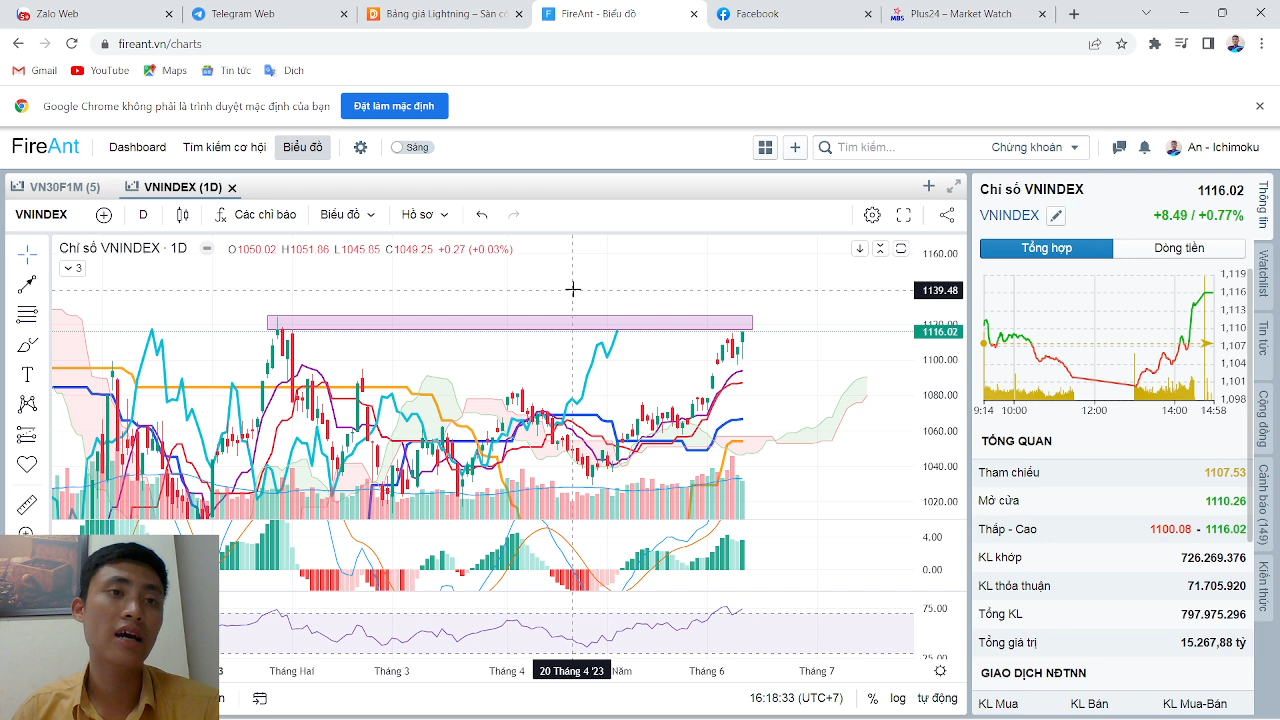 Zalo Web
Telegram Web
Bảng giá Lightning – Sàn cổ
FireAnt - Biểu đồ
Facebook
Plus24 – Market Watch
fireant.vn/charts
Gmail
YouTube
Maps
Tin tức
Dịch
Google Chrome không phải là trình duyệt mặc định của bạn
Đặt làm mặc định
FireAnt
Dashboard
Tìm kiếm cơ hội
Biểu đồ
Sáng
Tìm kiếm...
Chứng khoán
An - Ichimoku
VN30F1M (5)
VNINDEX (1D)
VNINDEX
D
Các chỉ báo
Biểu đồ
Hồ sơ
Chỉ số VNINDEX · 1D
O1050.02 H1051.86 L1045.85 C1049.25 +0.27 (+0.03%)
3
1160.00
1139.48
1116.02
1100.00
1080.00
1060.00
1040.00
1020.00
4.00
0.00
75.00
25.00
3
Tháng Hai
Tháng 3
Tháng 4
20 Tháng 4 '23
Năm
Tháng 6
Tháng 7
16:18:33 (UTC+7)
%
log
tự động
Chỉ số VNINDEX
1116.02
VNINDEX
+8.49 / +0.77%
Tổng hợp
Dòng tiền
1,119
1,116
1,113
1,110
1,107
1,104
1,101
1,098
9:14
10:00
12:00
14:00
14:59
TỔNG QUAN
Tham chiếu 1107.53
Mở cửa 1110.26
Thấp - Cao 1100.08 - 1116.02
KL khớp 726.269.376
KL thỏa thuận 71.705.920
Tổng KL 797.975.296
Tổng giá trị 15.267,88 tỷ
GIAO DỊCH NĐTNN
KL Mua
KL Bán
KL Mua-Bán
Thông tin
Watchlist
Tin tức
Cộng đồng
Cảnh báo (149)
Kiến thức